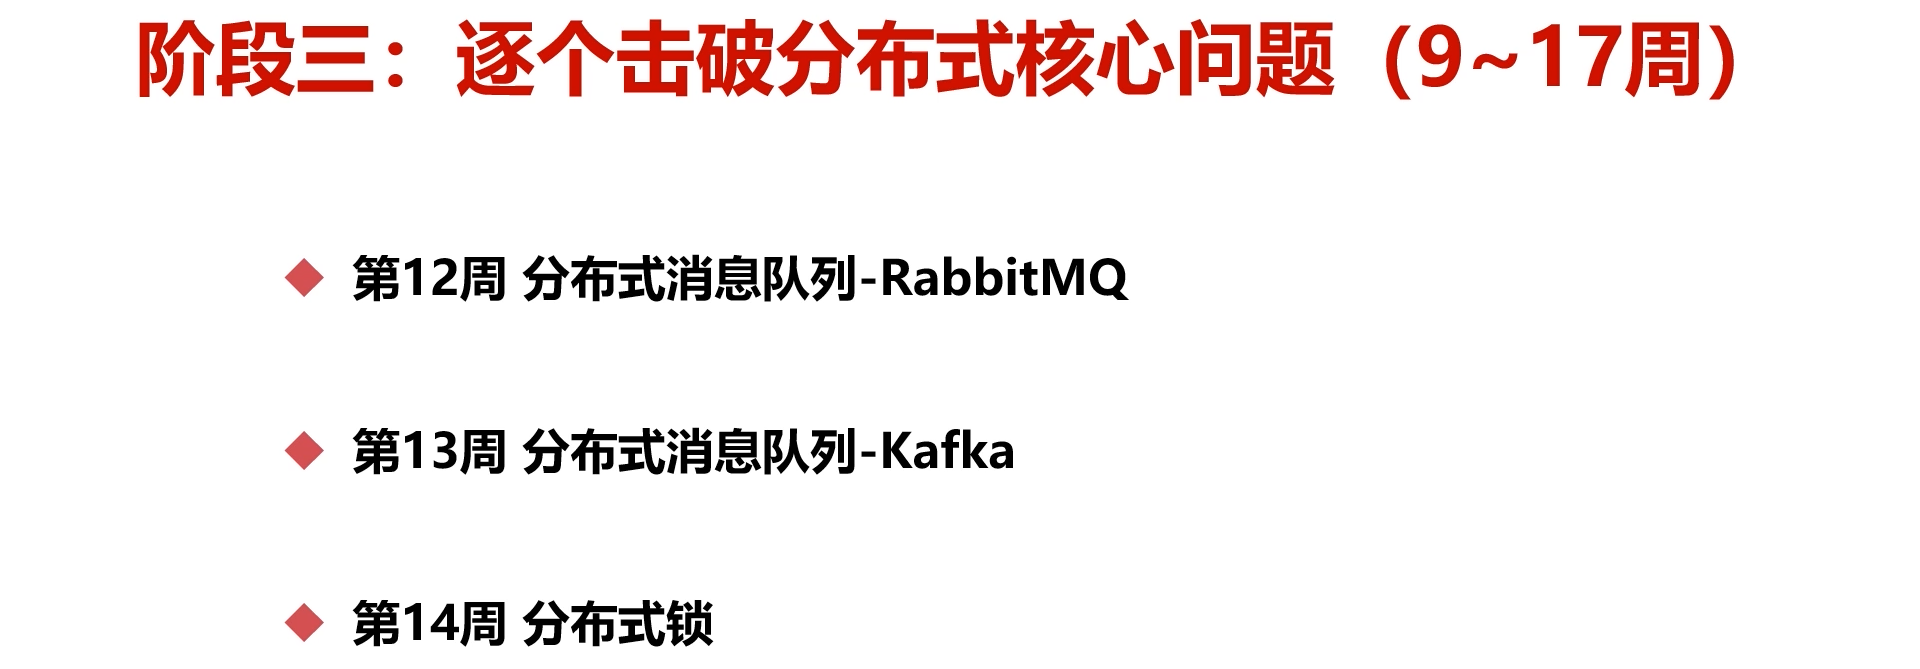 阶段三：逐个击破分布式核心问题（9~17周）
第12周 分布式消息队列-RabbitMQ
第13周 分布式消息队列-Kafka
第14周 分布式锁